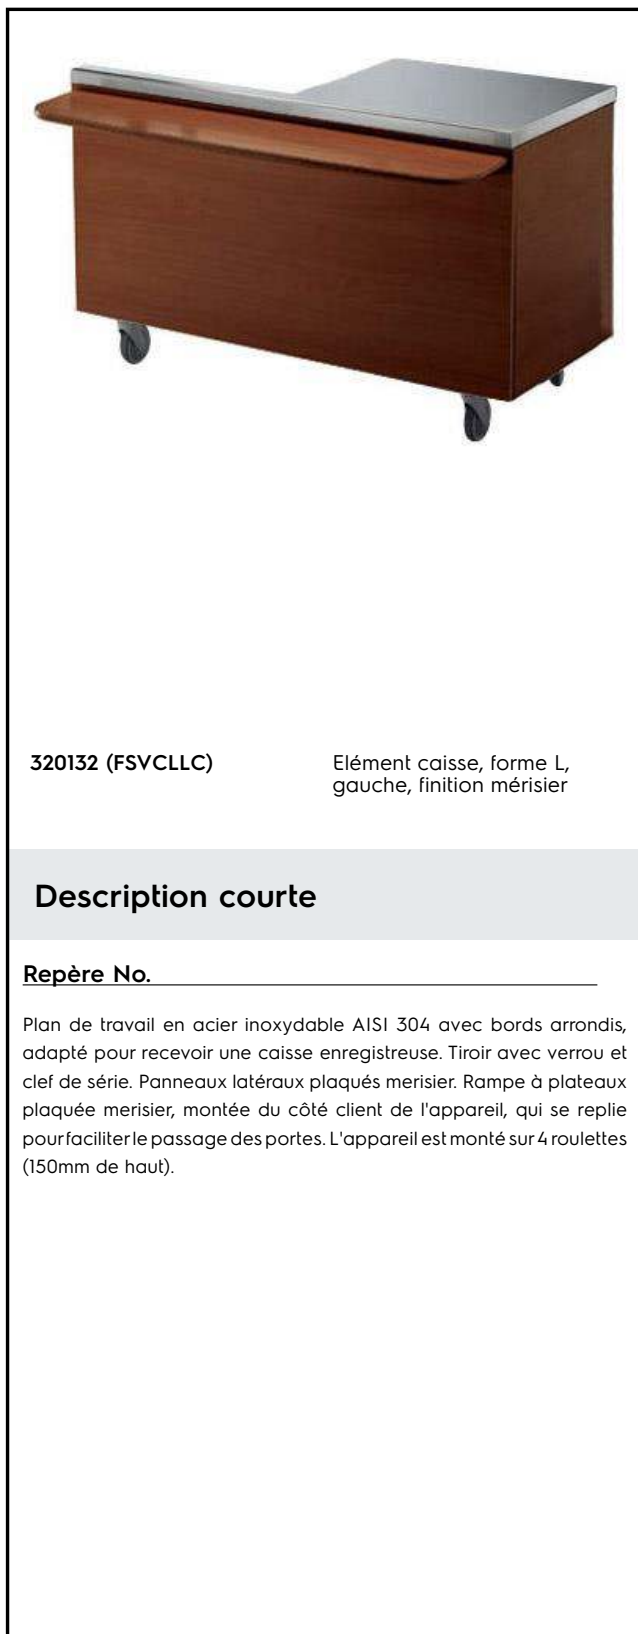 320132 (FSVCLLC)
Elément caisse, forme L,
gauche, finition mérisier
Description courte
Repère No.
Plan de travail en acier inoxydable AISI 304 avec bords arrondis,
adapté pour recevoir une caisse enregistreuse. Tiroir avec verrou et
clef de série. Panneaux latéraux plaqués merisier. Rampe à plateaux
plaquée merisier, montée du côté client de l'appareil, qui se replie
pour faciliter le passage des portes. L'appareil est monté sur 4 roulettes
(150mm de haut).